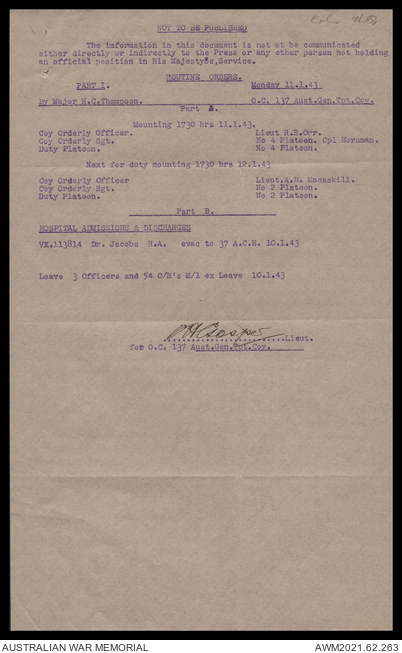 NOT TO BE PUBLISHED
The information in this document is not ot be communicated
either directly or indirectly to the Press or any other person not holding
an official position in His Majesty's,Service.
ROUTINE ORDERS.
PART I. Monday 11.1.43.
By Major H.C.Thompson. O.C. 137 Aust.Gen.Tpt.Coy.
Part A.
Mounting 1730 hrs 11.1.43.
Coy Orderly Officer. Lieut R.B.Orr.
Coy Orderly Sgt. No 4 Platoon. Cpl Horsman.
Duty Platoon. No 4 Platoon.
Next for duty mounting 1730 hrs 12.1.43
Coy Orderly Officer Lieut.A.H. Macaskill.
Coy Orderly Sgt. No 2 Platoon.
Duty Platoon. No 2 Platoon.
Part B.
HOSPITAL ADMISSIONS & DISCHARGES
VX.113814 Dr. Jacobs R.A. evac to 37 A.C.H. 10.1.43
Leave 3 Officers and 54 O/R's M/l ex Leave 10.1.43
Lieut.
for O.C. 137 Aust.Gen.Tpt.Coy.
AUSTRALIAN WAR MEMORIAL AWM2021.62.263